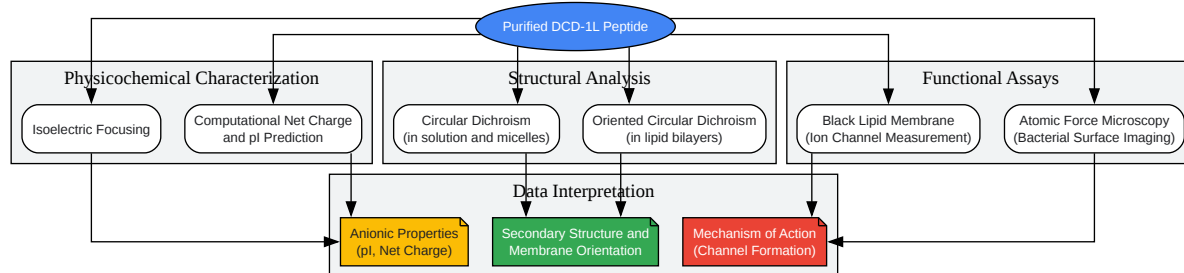 Purified DCD-1L Peptide
Physicochemical Characterization
Structural Analysis
Functional Assays
Isoelectric Focusing
Computational Net Charge
and pI Prediction
Circular Dichroism
(in solution and micelles)
Oriented Circular Dichroism
(in lipid bilayers)
Black Lipid Membrane
(Ion Channel Measurement)
Atomic Force Microscopy
(Bacterial Surface Imaging)
Data Interpretation
Anionic Properties
(pI, Net Charge)
Secondary Structure and
Membrane Orientation
Mechanism of Action
(Channel Formation)